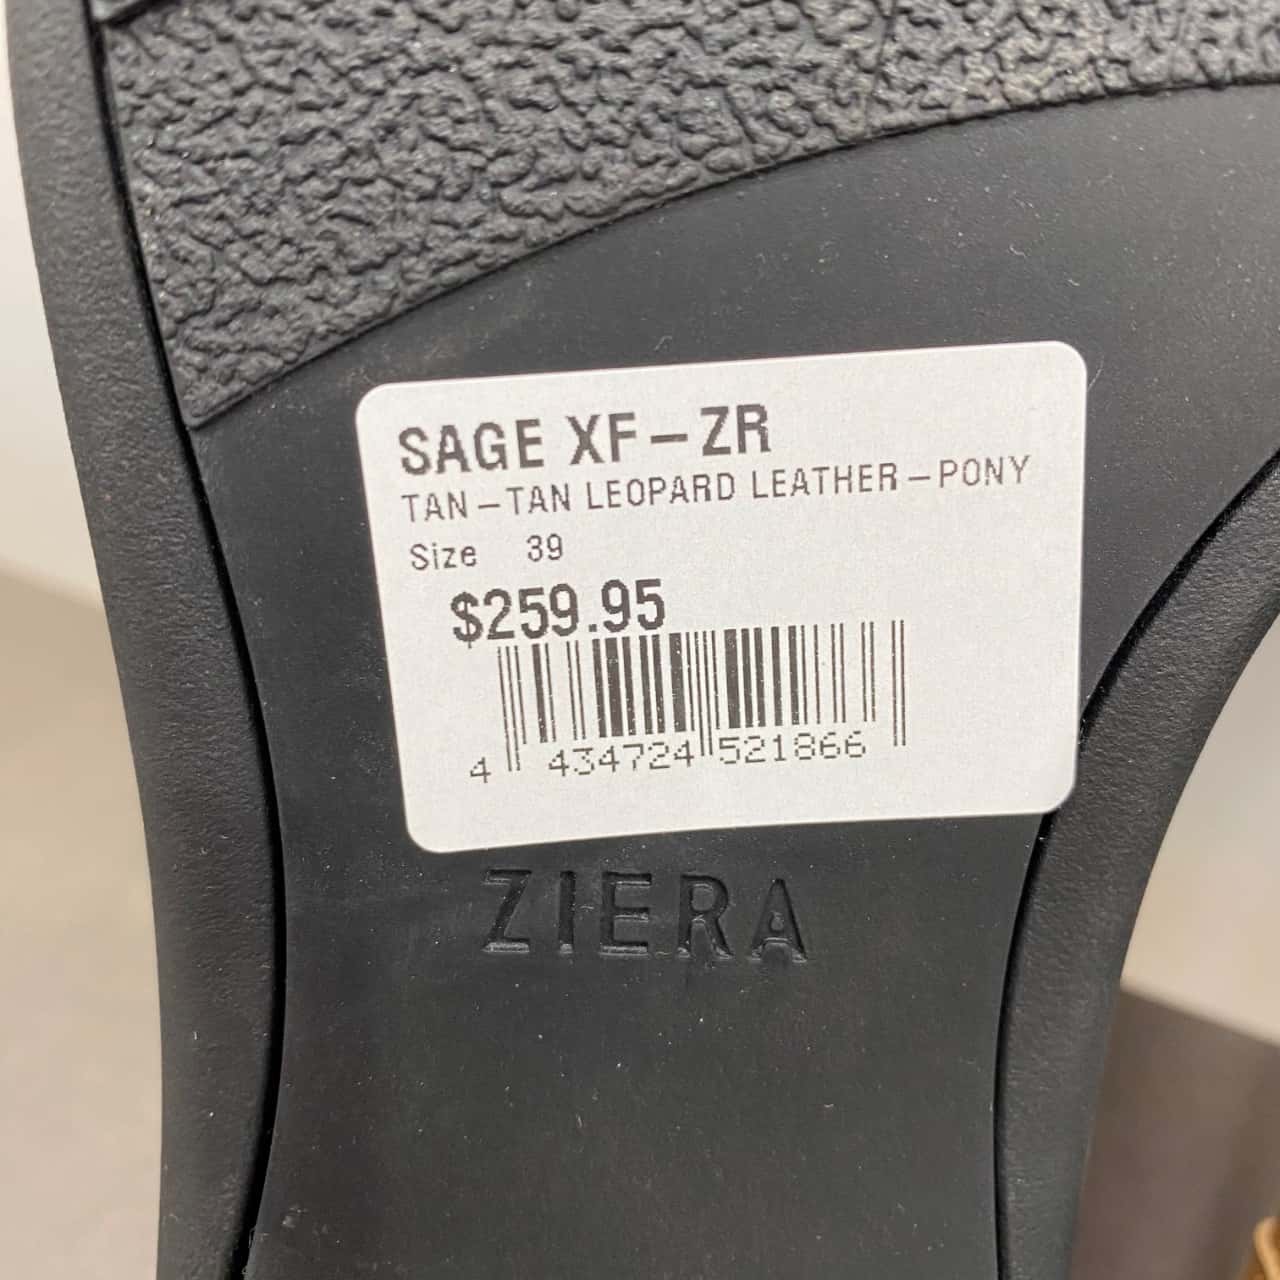 SAGE XF-ZR
TAN-TAN LEOPARD LEATHER-PONY
Size 39
$259.95
4 434724 521866
ZIERA